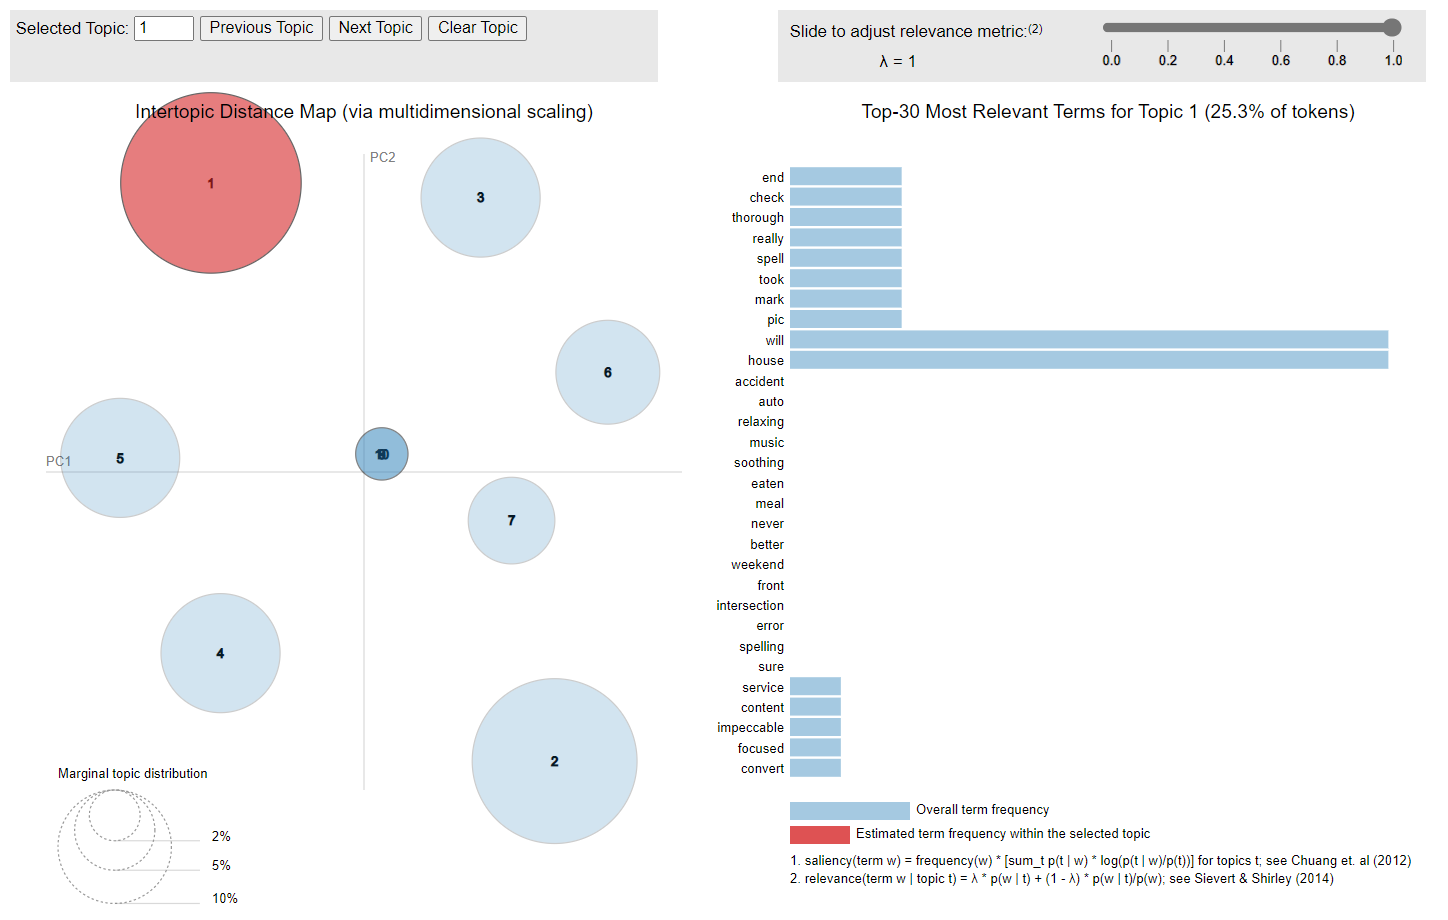 Selected Topic: 1 Previous Topic Next Topic Clear Topic
Slide to adjust relevance metric:(2)
λ = 1
0.0 0.2 0.4 0.6 0.8 1.0
Intertopic Distance Map (via multidimensional scaling)
PC2
PC1
1
3
6
5
7
4
2
Marginal topic distribution
2%
5%
10%
Top-30 Most Relevant Terms for Topic 1 (25.3% of tokens)
end
check
thorough
really
spell
took
mark
pic
will
house
accident
auto
relaxing
music
soothing
eaten
meal
never
better
weekend
front
intersection
error
spelling
sure
service
content
impeccable
focused
convert
Overall term frequency
Estimated term frequency within the selected topic
1. saliency(term w) = frequency(w) * [sum_t p(t | w) * log(p(t | w)/p(t))] for topics t; see Chuang et. al (2012)
2. relevance(term w | topic t) = λ * p(w | t) + (1 - λ) * p(w | t)/p(w); see Sievert & Shirley (2014)